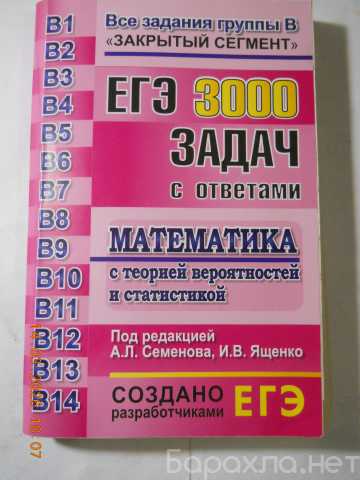 B1
B2
B3
B4
B5
B6
B7
B8
B9
B10
B11
B12
B13
B14
Все задания группы В
«ЗАКРЫТЫЙ СЕГМЕНТ»
ЕГЭ 3000
ЗАДАЧ
с ответами
МАТЕМАТИКА
с теорией вероятностей
и статистикой
Под редакцией
А.Л. Семенова, И.В. Ященко
СОЗДАНО
разработчиками ЕГЭ
Барахла.нет